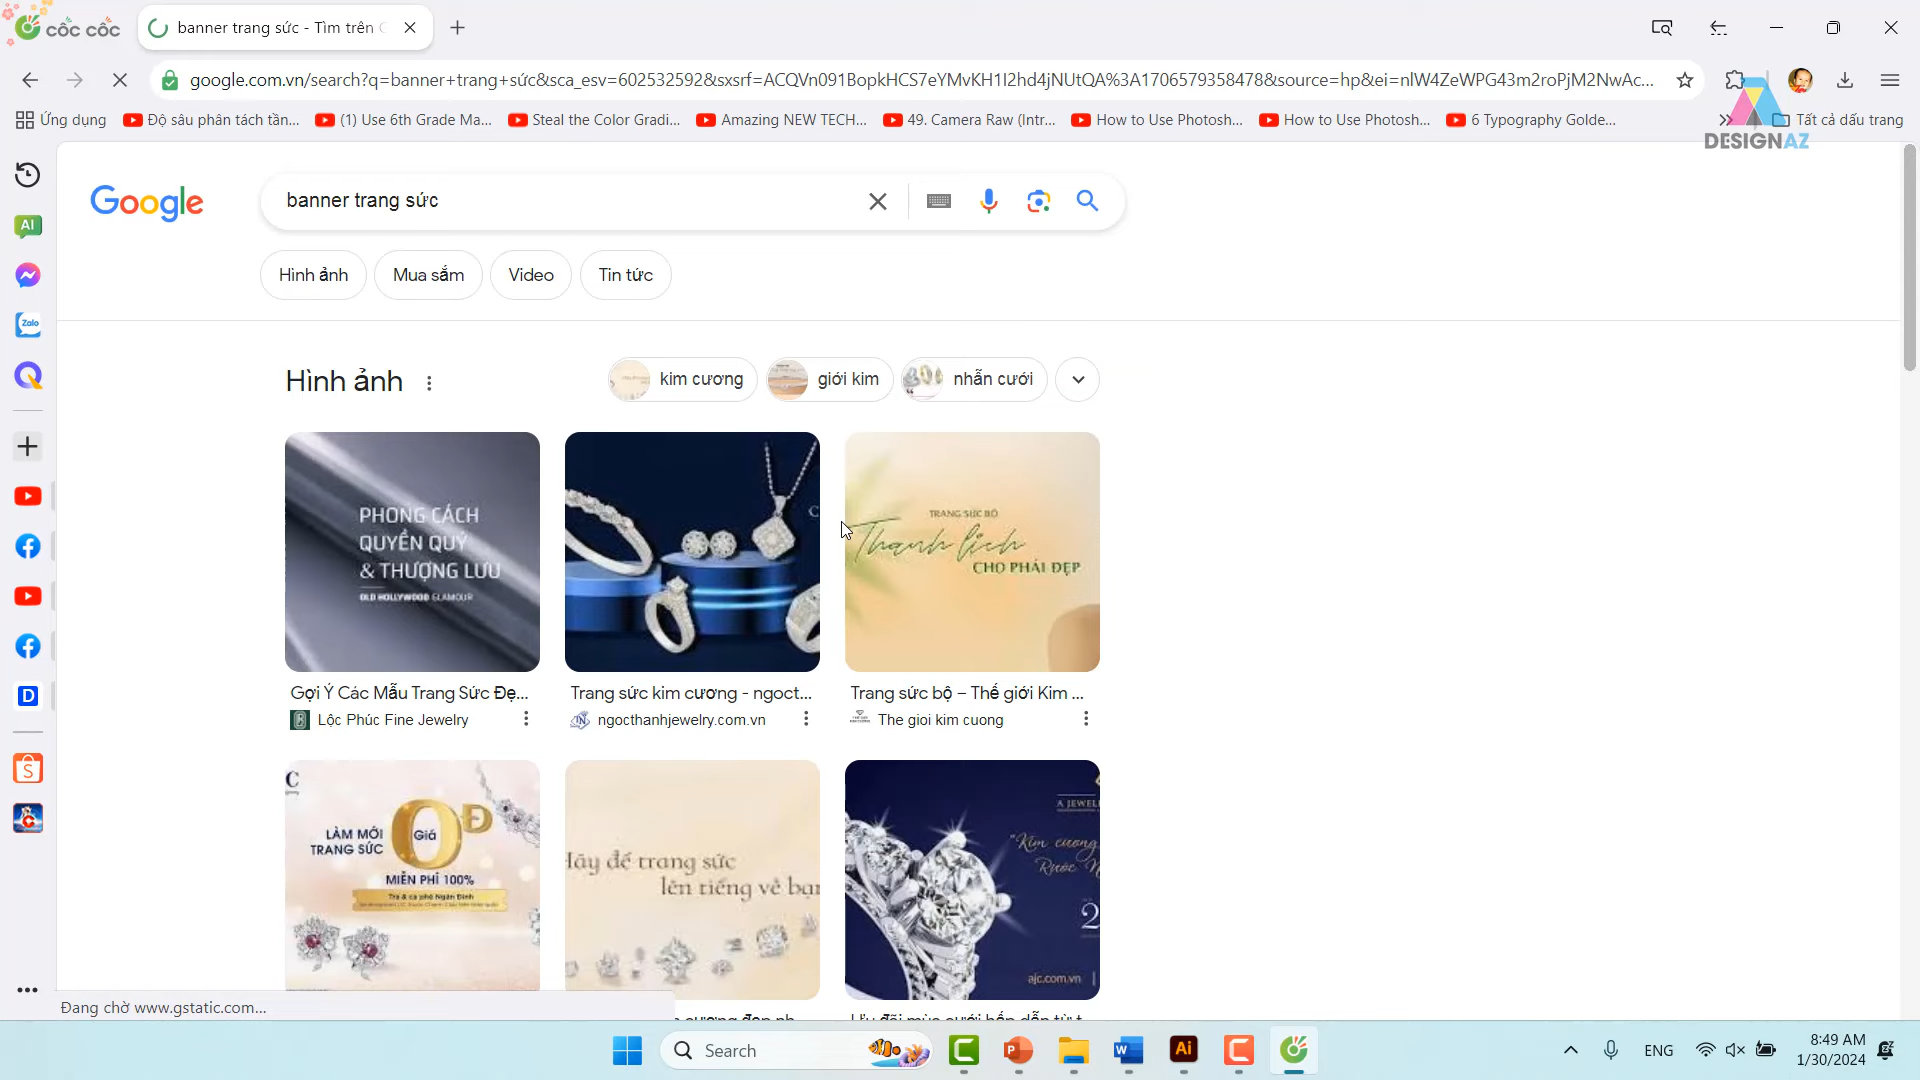 cốc cốc
banner trang sức - Tìm trên
google.com.vn/search?q=banner+trang+sức&sca_esv=602532592&sxsrf=ACQVn091BopkHCS7eYMvKH1I2hd4jNUtQA%3A1706579358478&source=hp&ei=nlW4ZeWPG43m2roPjM2NwAc...
Ứng dụng
Độ sâu phân tách tần...
(1) Use 6th Grade Ma...
Steal the Color Gradi...
Amazing NEW TECH...
49. Camera Raw (Intr...
How to Use Photosh...
How to Use Photosh...
6 Typography Golde...
Tất cả dấu trang
DESIGNAZ
AI
Zalo
Google
banner trang sức
Hình ảnh
Mua sắm
Video
Tin tức
Hình ảnh
kim cương
giới kim
nhẫn cưới
PHONG CÁCH
QUYỀN QUÝ
& THƯỢNG LƯU
OLD HOLLYWOOD GLAMOUR
TRANG SỨC BỘ
Thanh lịch
CHO PHÁI ĐẸP
Gợi Ý Các Mẫu Trang Sức Đẹ...
Lộc Phúc Fine Jewelry
Trang sức kim cương - ngoct...
ngocthanhjewelry.com.vn
Trang sức bộ – Thế giới Kim ...
The gioi kim cuong
LÀM MỚI
TRANG SỨC
Giá
0Đ
MIỄN PHÍ 100%
Hãy để trang sức
lên tiếng về bạn
A JEWEL
"Kim cương
Rước N
2
ajc.com.vn
Đang chờ www.gstatic.com...
Search
ENG
8:49 AM
1/30/2024